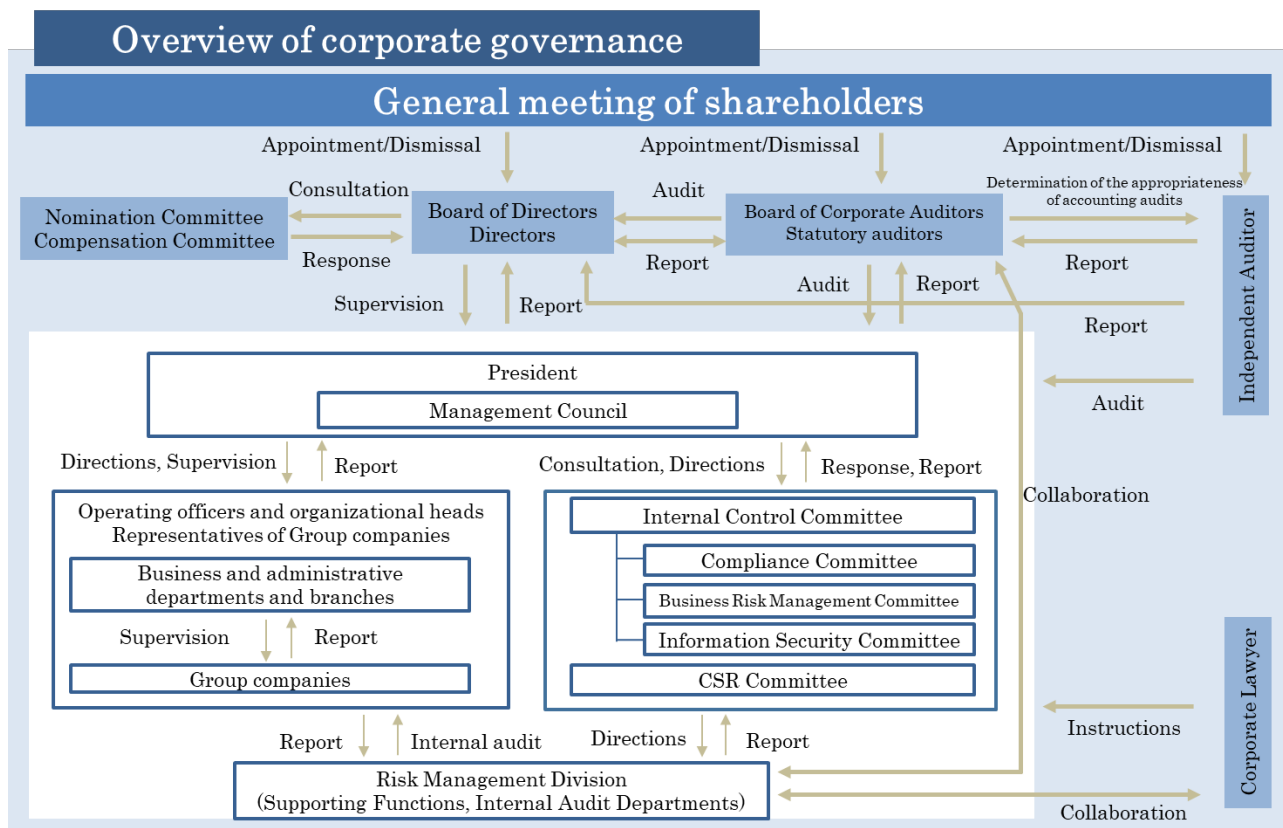 Overview of corporate governance
General meeting of shareholders
Appointment/Dismissal
Appointment/Dismissal
Appointment/Dismissal
Consultation
Audit
Determination of the appropriateness
of accounting audits
Nomination Committee
Compensation Committee
Board of Directors
Directors
Board of Corporate Auditors
Statutory auditors
Independent Auditor
Response
Report
Report
Supervision
Report
Audit
Report
Report
President
Management Council
Audit
Directions, Supervision
Report
Consultation, Directions
Response, Report
Collaboration
Operating officers and organizational heads
Representatives of Group companies
Business and administrative
departments and branches
Supervision
Report
Group companies
Internal Control Committee
Compliance Committee
Business Risk Management Committee
Information Security Committee
CSR Committee
Corporate Lawyer
Instructions
Report
Internal audit
Directions
Report
Risk Management Division
(Supporting Functions, Internal Audit Departments)
Collaboration